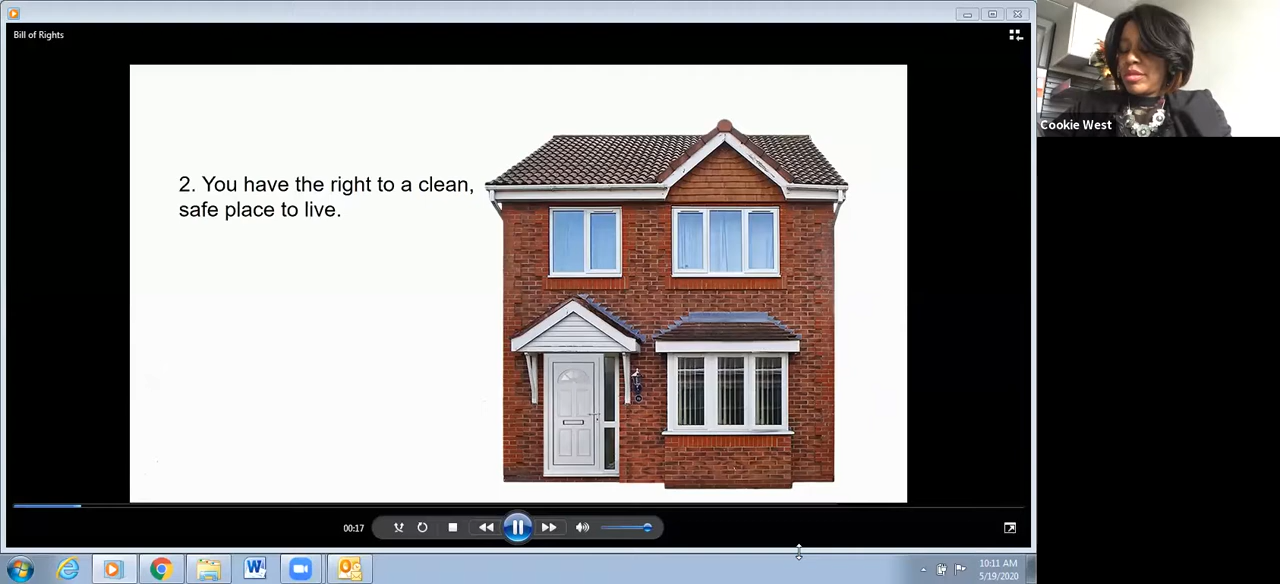 Bill of Rights
2. You have the right to a clean,
safe place to live.
Cookie West
00:17
10:11 AM
5/19/2020